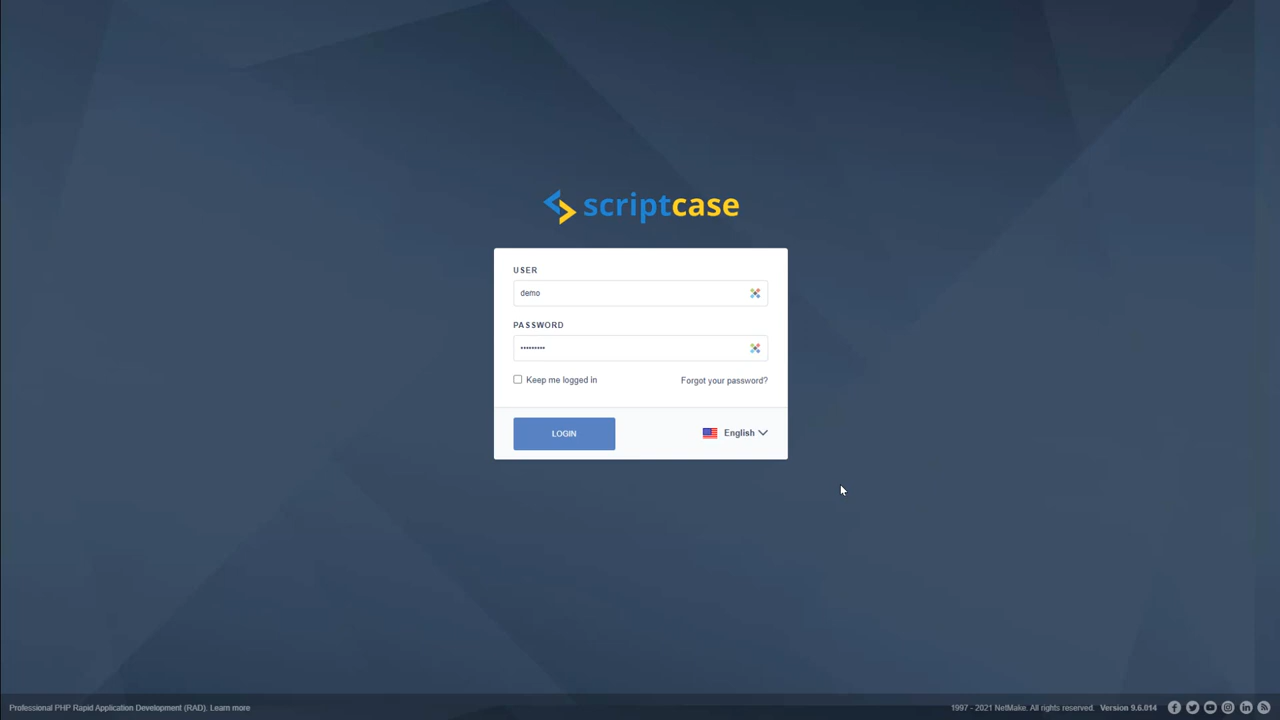 scriptcase
USER
demo
PASSWORD
•••••••••
Keep me logged in
Forgot your password?
LOGIN
English
Professional PHP Rapid Application Development (RAD). Learn more
1997 - 2021 NetMake. All rights reserved. Version 9.6.014